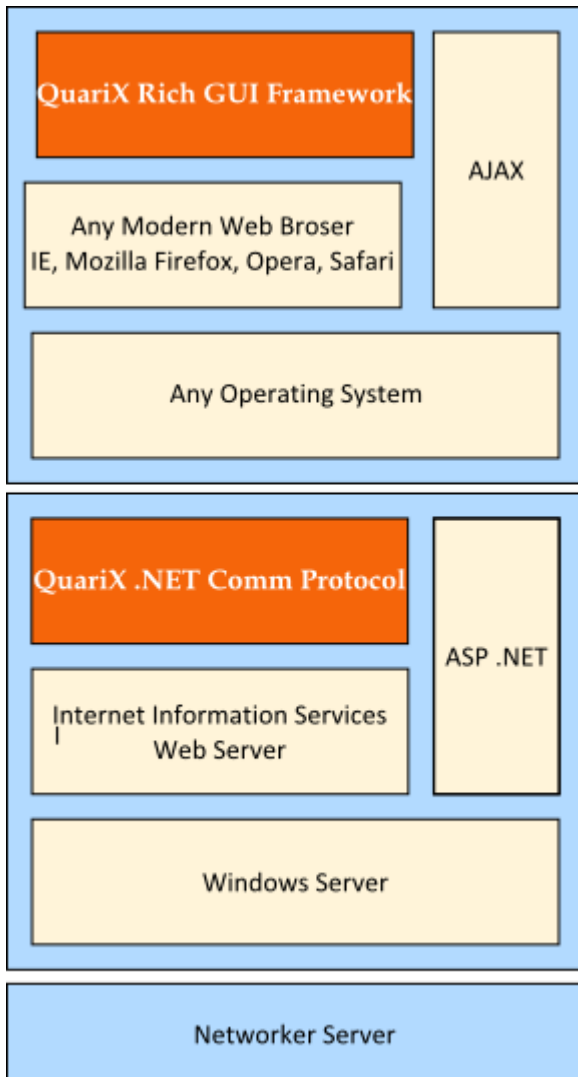 QuariX Rich GUI Framework
AJAX
Any Modern Web Broser
IE, Mozilla Firefox, Opera, Safari
Any Operating System
QuariX .NET Comm Protocol
ASP .NET
Internet Information Services
Web Server
Windows Server
Networker Server